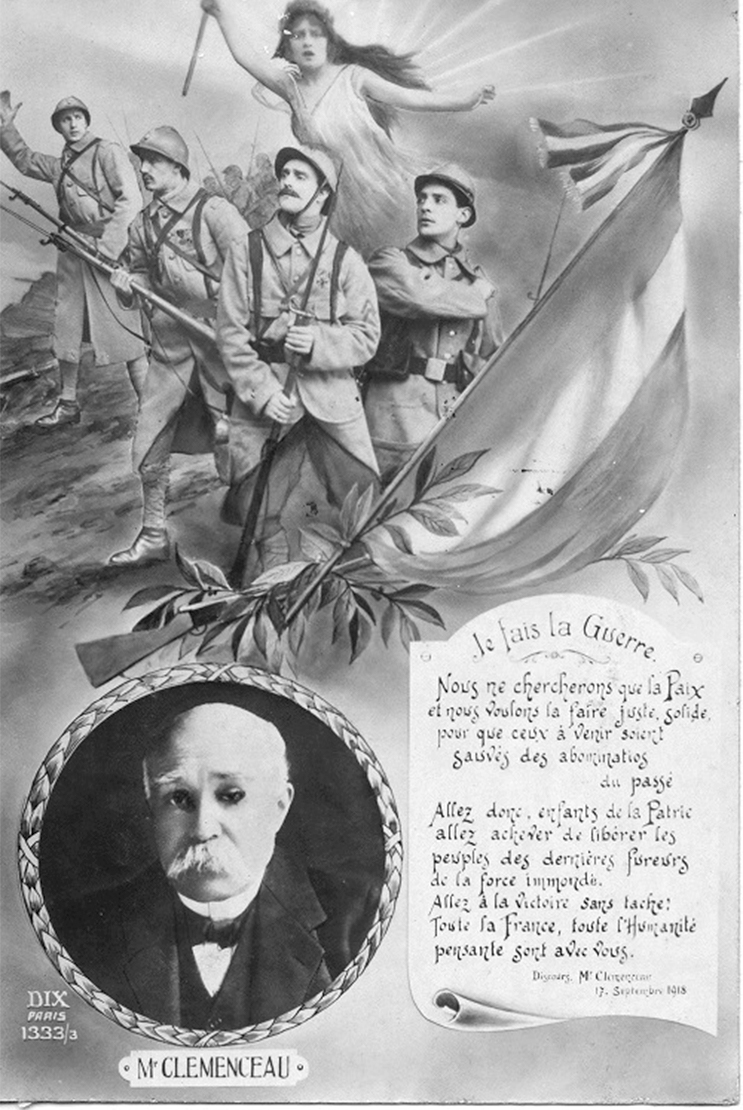 Je fais la Guerre.
Nous ne chercherons que la Paix
et nous voulons la faire juste, solide,
pour que ceux à venir soient
sauvés des abominatios
du passé
Allez donc, enfants de la Patrie
allez achever de libérer les
peuples des dernières fureurs
de la force immonde.
Allez à la victoire sans tache!
Toute la France, toute l'Humanité
pensante sont avec vous.
Discours, Mr Clemenceau
17. Septembre 1918
DIX
PARIS
1333/3
Mr CLEMENCEAU